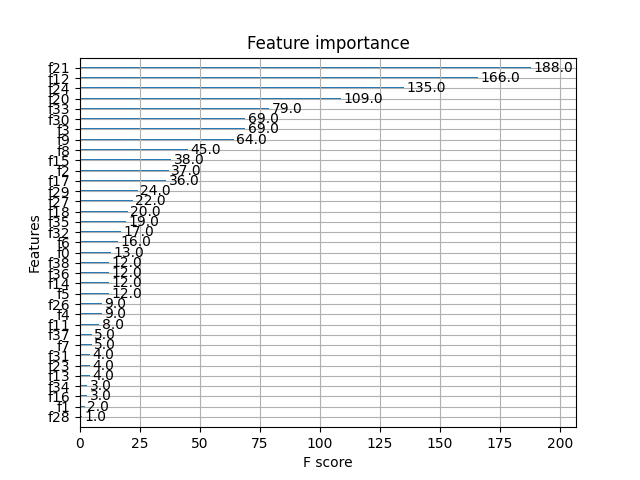 Feature importance
f21 188.0
f12 166.0
f24 135.0
f20 109.0
f33 79.0
f30 69.0
f3 69.0
f9 64.0
f8 45.0
f15 38.0
f2 37.0
f17 36.0
f29 24.0
f27 22.0
f18 20.0
f35 19.0
f32 17.0
f6 16.0
f0 13.0
f38 12.0
f36 12.0
f14 12.0
f5 12.0
f26 9.0
f4 9.0
f11 8.0
f37 5.0
f7 5.0
f31 4.0
f23 4.0
f13 4.0
f34 3.0
f16 3.0
f1 2.0
f28 1.0
Features
0 25 50 75 100 125 150 175 200
F score